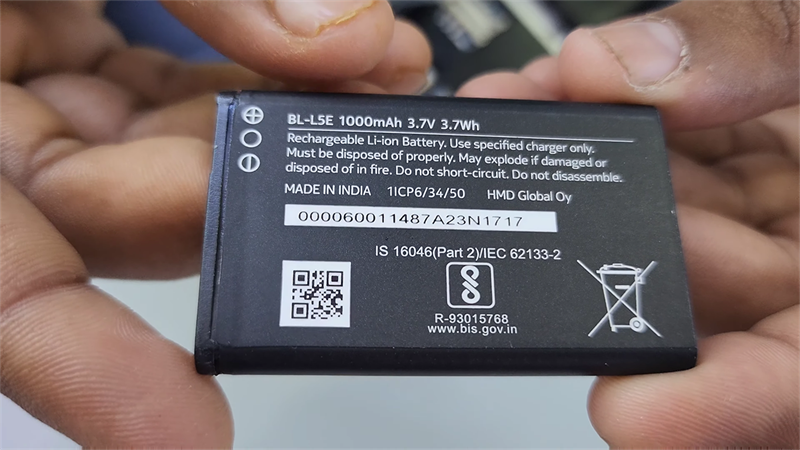 BL-L5E 1000mAh 3.7V 3.7Wh
Rechargeable Li-ion Battery. Use specified charger only.
Must be disposed of properly. May explode if damaged or
disposed of in fire. Do not short-circuit. Do not disassemble.
MADE IN INDIA 1ICP6/34/50 HMD Global Oy
000060011487A23N1717
IS 16046(Part 2)/IEC 62133-2
R-93015768
www.bis.gov.in